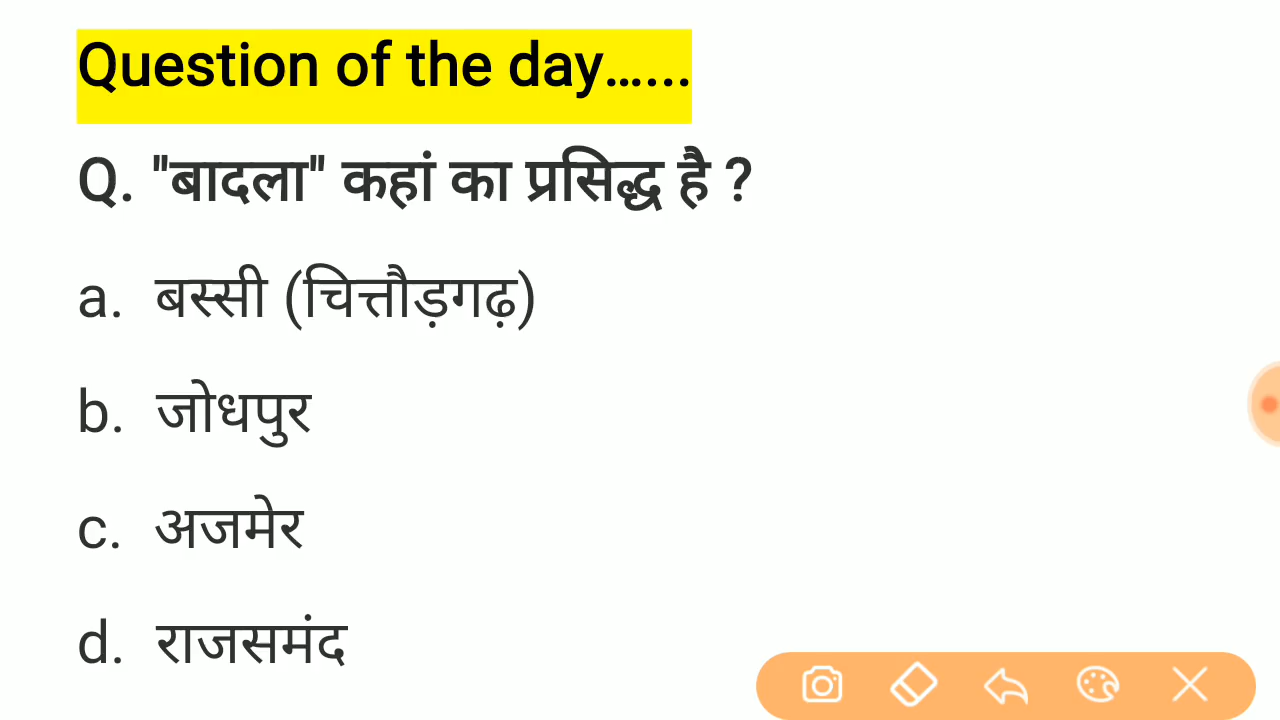 Question of the day......
Q. "बादला" कहां का प्रसिद्ध है ?
a. बस्सी (चित्तौड़गढ़)
b. जोधपुर
c. अजमेर
d. राजसमंद